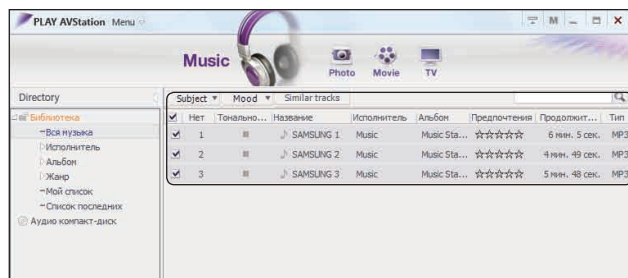 PLAY AVStation Menu
M
Music
Photo Movie TV
Directory
Subject Mood Similar tracks
Библиотека
Вся музыка
Исполнитель
Альбом
Жанр
Мой список
Список последних
Аудио компакт-диск
Нет Тонально... Название Исполнитель Альбом Предпочтения Продолжит... Тип
1 SAMSUNG 1 Music Music Sta... ☆☆☆☆☆ 6 мин. 5 сек. MP3
2 SAMSUNG 2 Music Music Sta... ☆☆☆☆☆ 4 мин. 49 сек. MP3
3 SAMSUNG 3 Music Music Sta... ☆☆☆☆☆ 5 мин. 48 сек. MP3